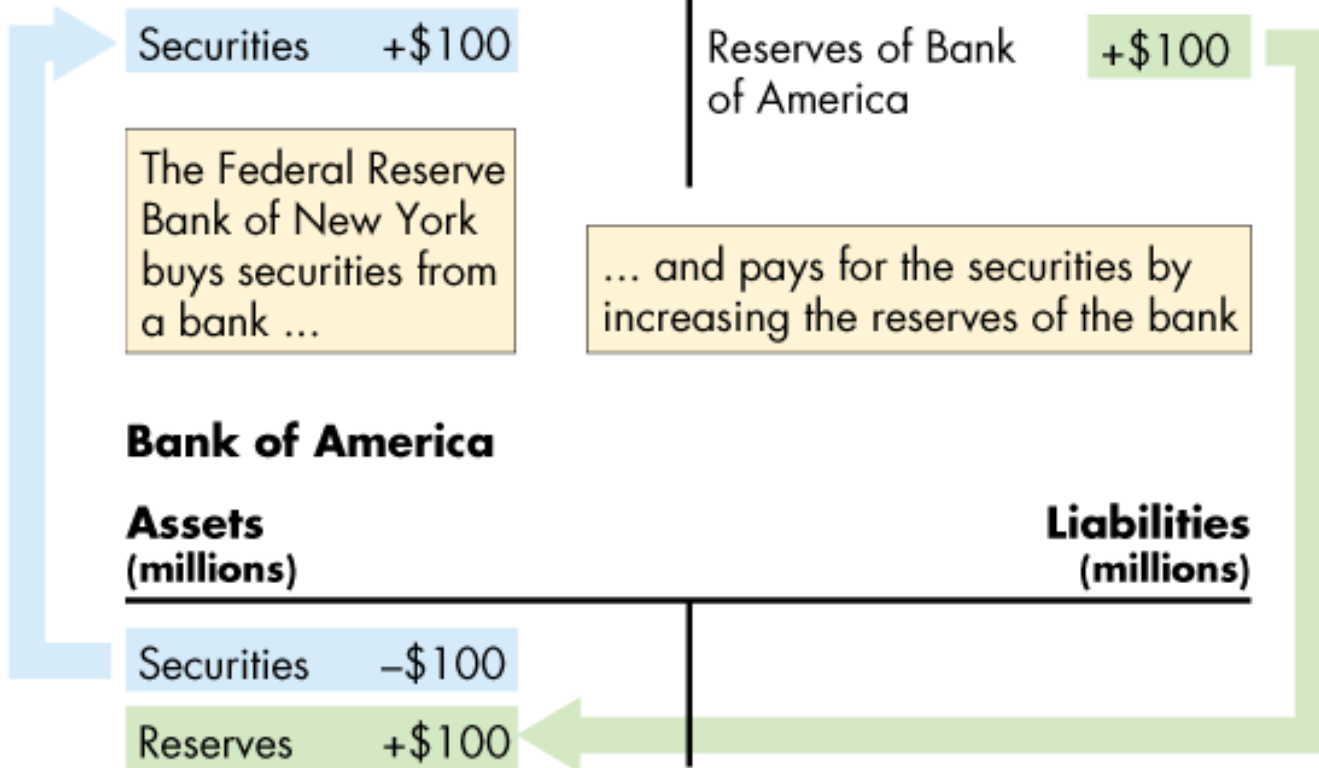 Securities +$100
Reserves of Bank +$100
of America
The Federal Reserve
Bank of New York
buys securities from
a bank ...
... and pays for the securities by
increasing the reserves of the bank
Bank of America
Assets Liabilities
(millions) (millions)
Securities –$100
Reserves +$100